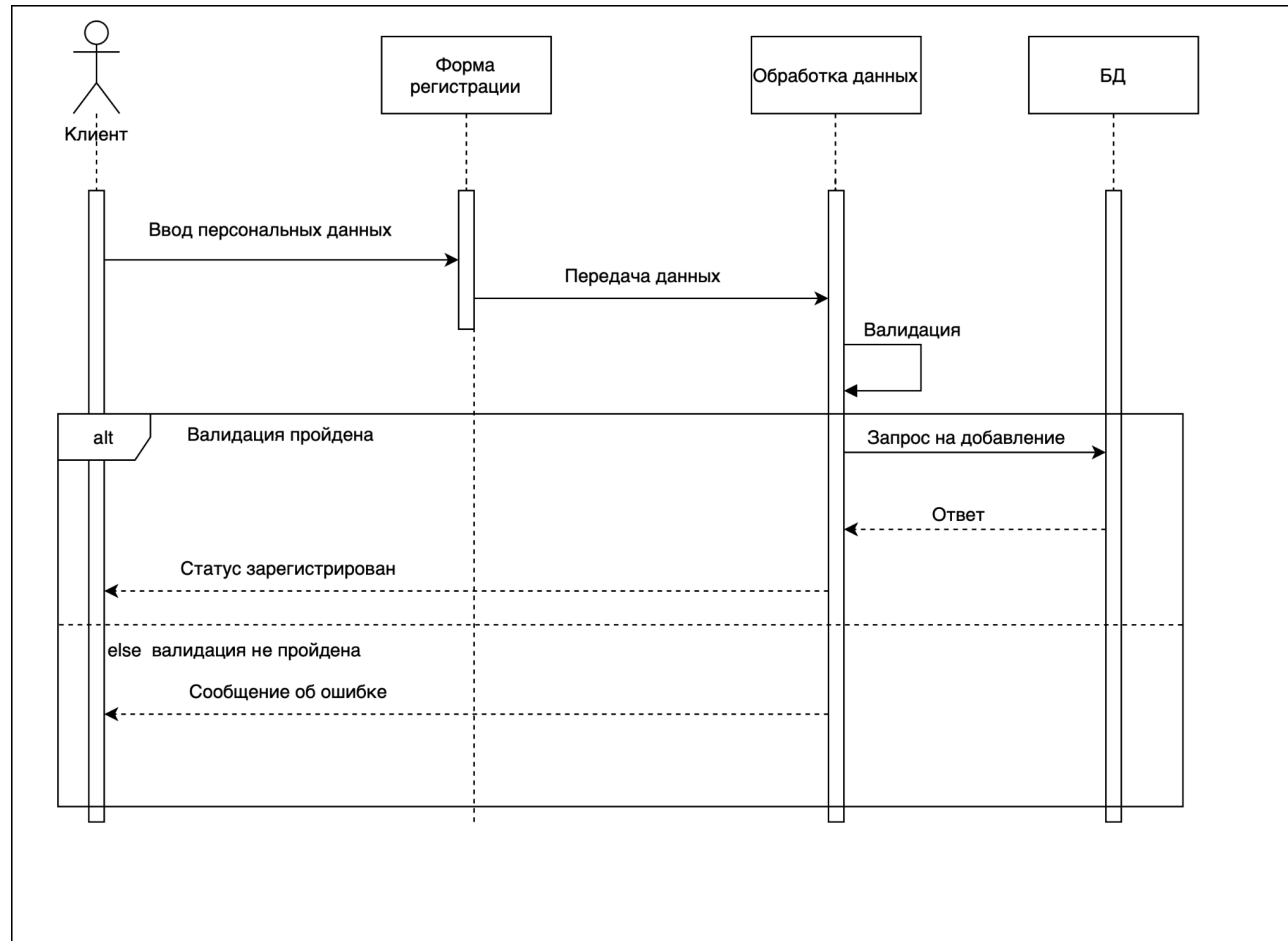 Клиент
Форма
регистрации
Обработка данных
БД
Ввод персональных данных
Передача данных
Валидация
alt
Валидация пройдена
Запрос на добавление
Ответ
Статус зарегистрирован
else валидация не пройдена
Сообщение об ошибке